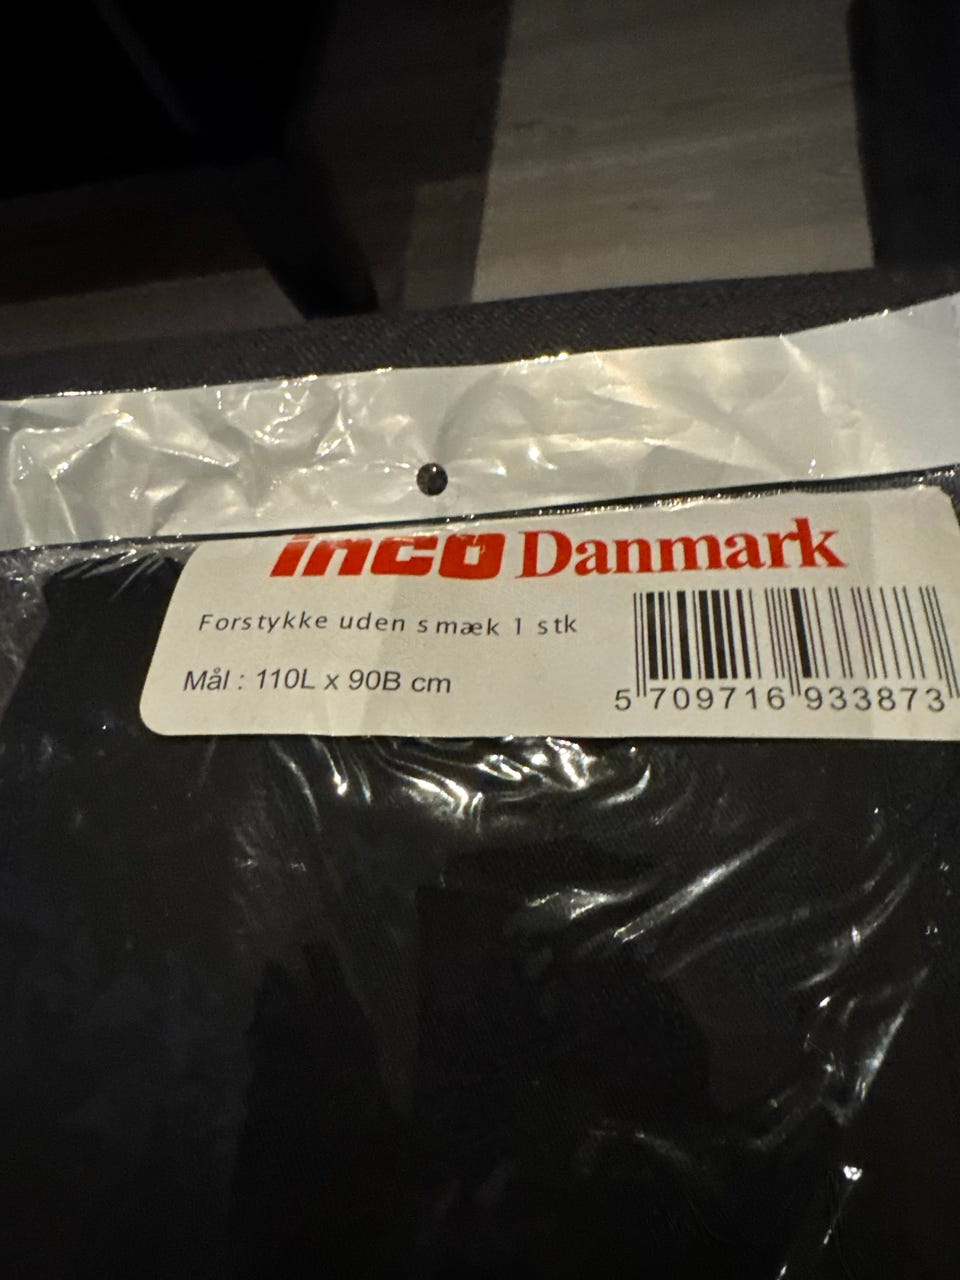 inco Danmark
Forstykke uden smæk 1 stk
Mål : 110L x 90B cm
5 709716 933873